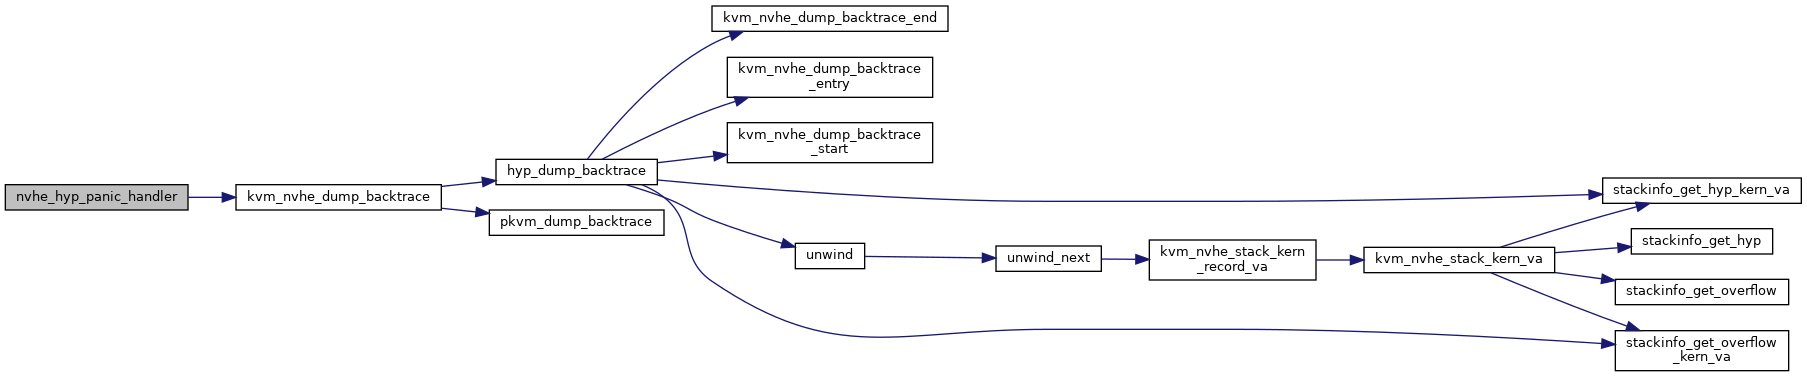 nvhe_hyp_panic_handler
kvm_nvhe_dump_backtrace
hyp_dump_backtrace
pkvm_dump_backtrace
kvm_nvhe_dump_backtrace_end
kvm_nvhe_dump_backtrace
_entry
kvm_nvhe_dump_backtrace
_start
unwind
unwind_next
kvm_nvhe_stack_kern
_record_va
kvm_nvhe_stack_kern_va
stackinfo_get_hyp_kern_va
stackinfo_get_hyp
stackinfo_get_overflow
stackinfo_get_overflow
_kern_va